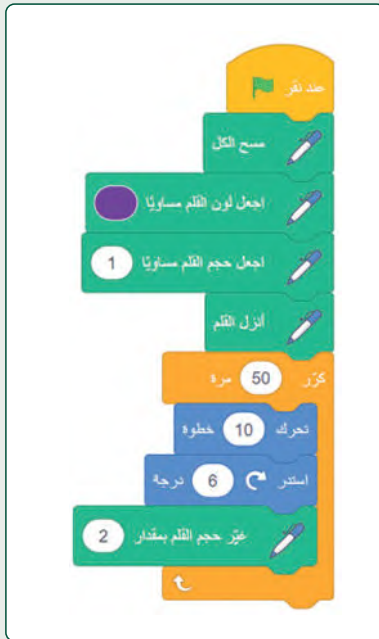 عند نقر
مسح الكل
اجعل لون القلم مساويًا
اجعل حجم القلم مساويًا 1
أنزل القلم
كرّر 50 مرة
تحرك 10 خطوة
استدر 6 درجة
غيّر حجم القلم بمقدار 2